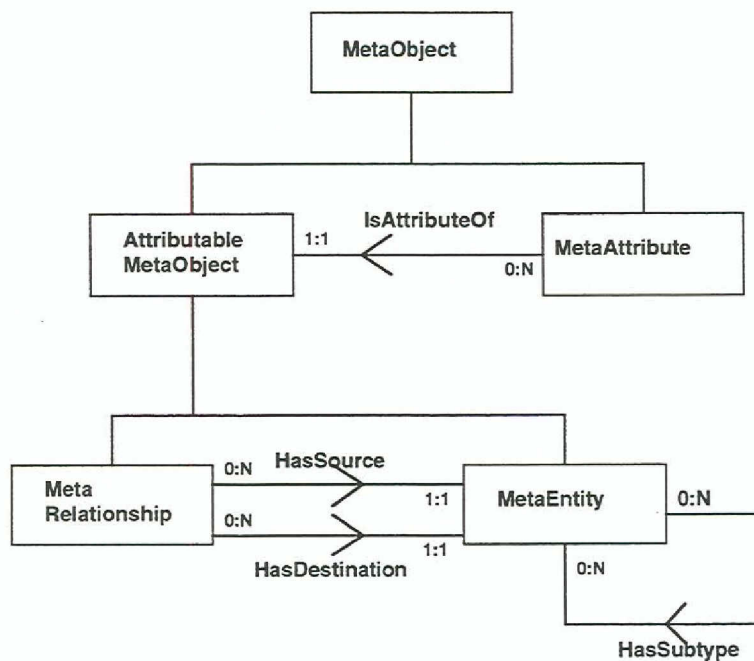 MetaObject
IsAttributeOf
Attributable
MetaObject
1:1
0:N
MetaAttribute
0:N
HasSource
1:1
Meta
Relationship
MetaEntity
0:N
0:N
HasDestination
1:1
0:N
HasSubtype